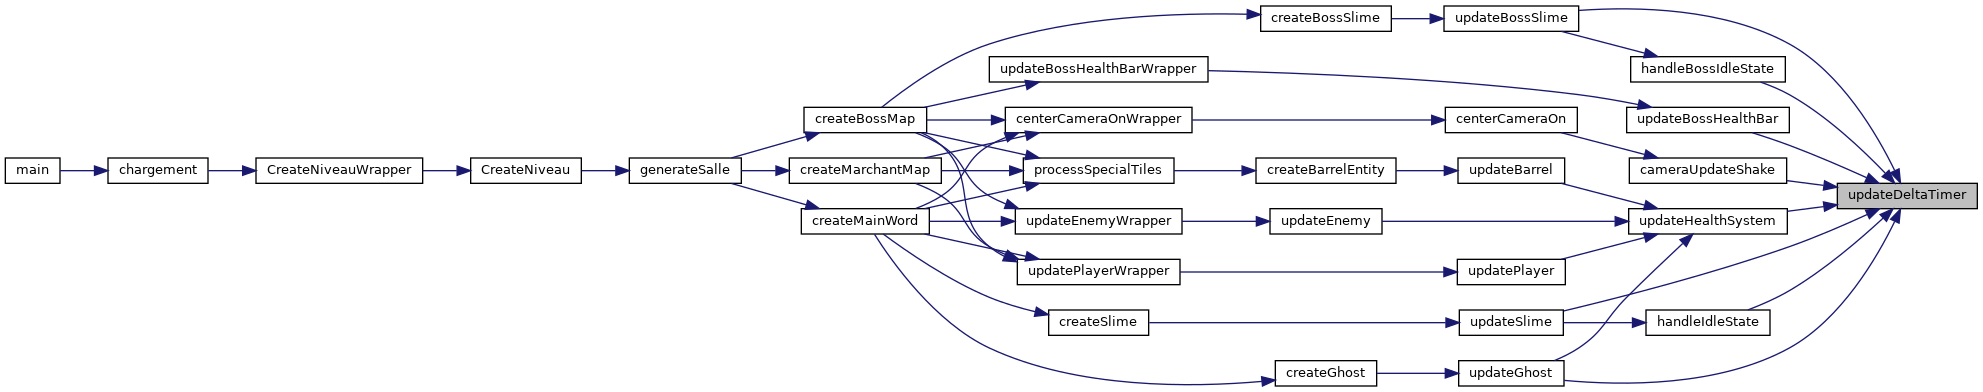 main
chargement
CreateNiveauWrapper
CreateNiveau
generateSalle
createBossMap
createMarchantMap
createMainWord
updateBossHealthBarWrapper
centerCameraOnWrapper
processSpecialTiles
updateEnemyWrapper
updatePlayerWrapper
createSlime
createBossSlime
createBarrelEntity
updateEnemy
createGhost
updateBossSlime
centerCameraOn
updateBarrel
updatePlayer
updateSlime
updateGhost
handleBossIdleState
updateBossHealthBar
cameraUpdateShake
updateHealthSystem
handleIdleState
updateDeltaTimer